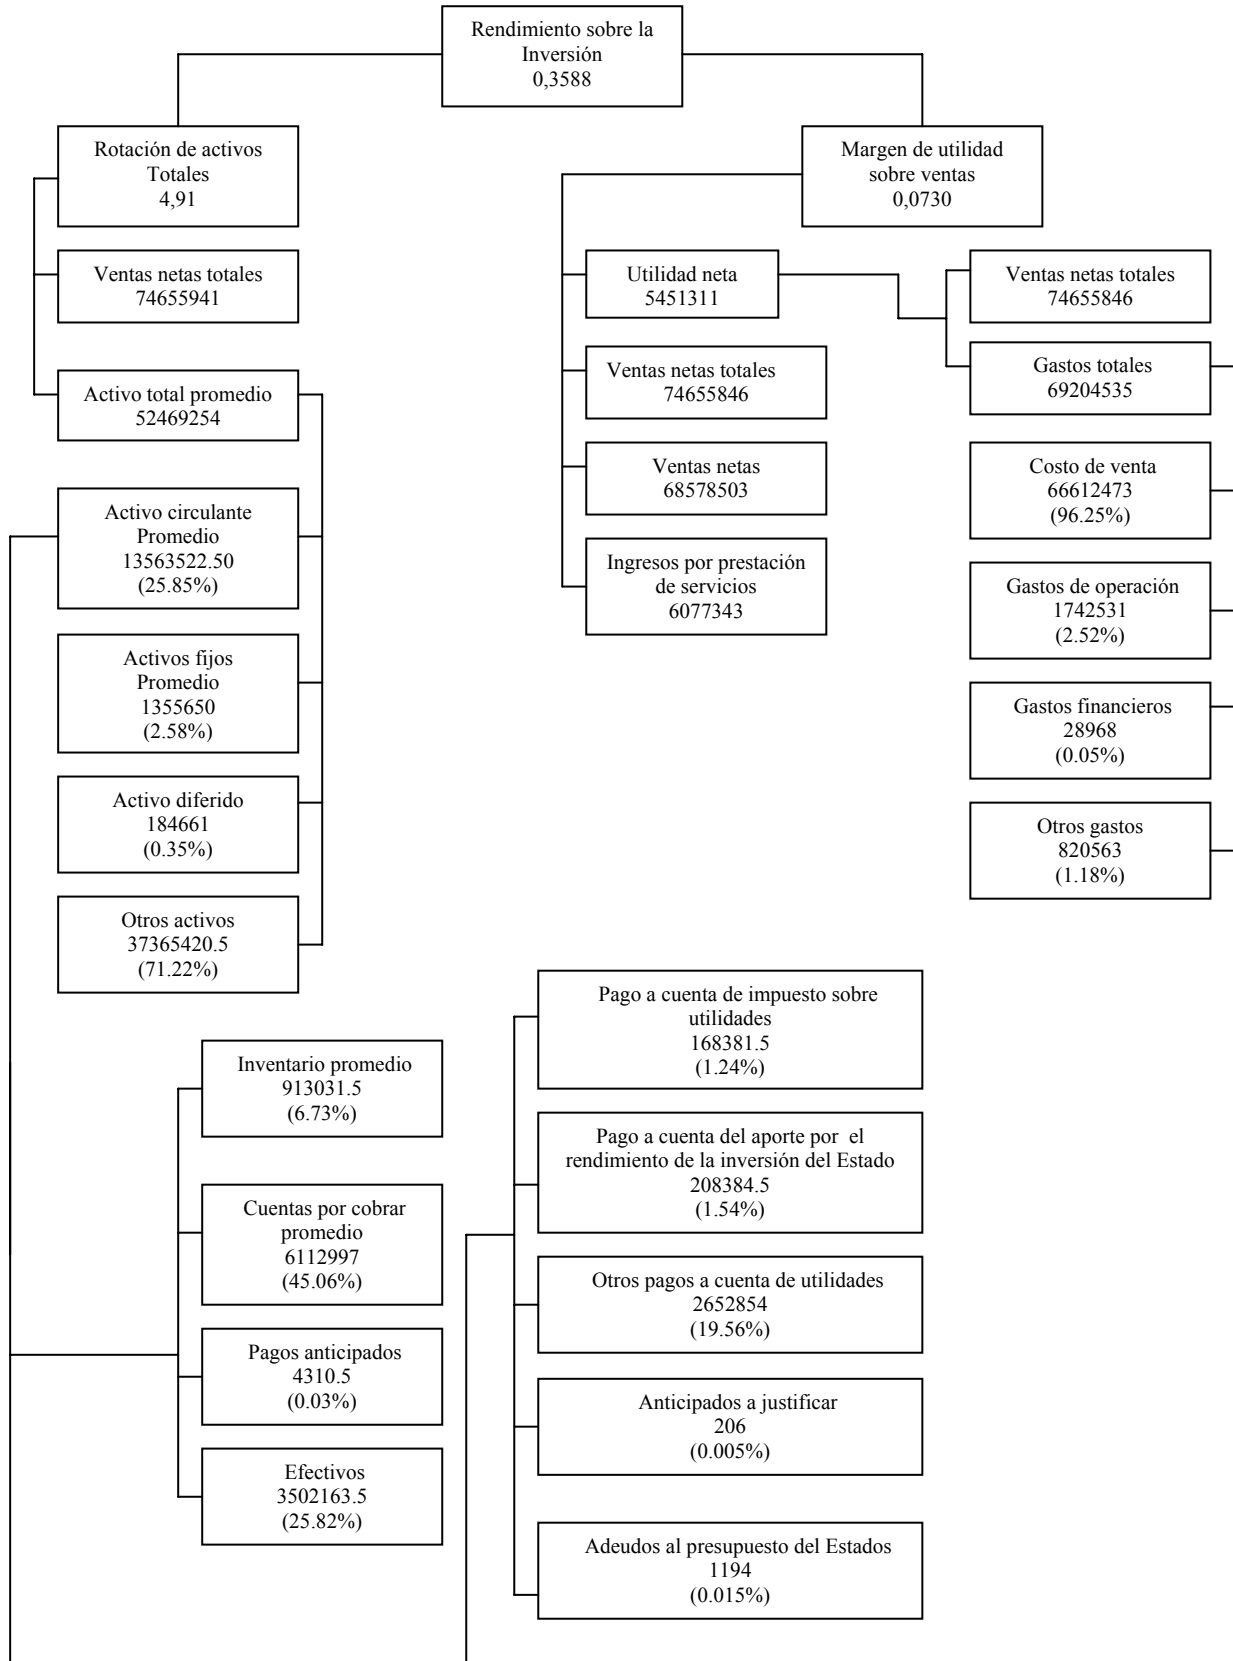 Rendimiento sobre la
Inversión
0,3588
Rotación de activos
Totales
4,91
Margen de utilidad
sobre ventas
0,0730
Ventas netas totales
74655941
Utilidad neta
5451311
Ventas netas totales
74655846
Activo total promedio
52469254
Ventas netas totales
74655846
Gastos totales
69204535
Activo circulante
Promedio
13563522.50
(25.85%)
Ventas netas
68578503
Costo de venta
66612473
(96.25%)
Ingresos por prestación
de servicios
6077343
Gastos de operación
1742531
(2.52%)
Activos fijos
Promedio
1355650
(2.58%)
Gastos financieros
28968
(0.05%)
Activo diferido
184661
(0.35%)
Otros gastos
820563
(1.18%)
Otros activos
37365420.5
(71.22%)
Pago a cuenta de impuesto sobre
utilidades
168381.5
(1.24%)
Inventario promedio
913031.5
(6.73%)
Pago a cuenta del aporte por el
rendimiento de la inversión del Estado
208384.5
(1.54%)
Cuentas por cobrar
promedio
6112997
(45.06%)
Otros pagos a cuenta de utilidades
2652854
(19.56%)
Pagos anticipados
4310.5
(0.03%)
Anticipados a justificar
206
(0.005%)
Efectivos
3502163.5
(25.82%)
Adeudos al presupuesto del Estados
1194
(0.015%)